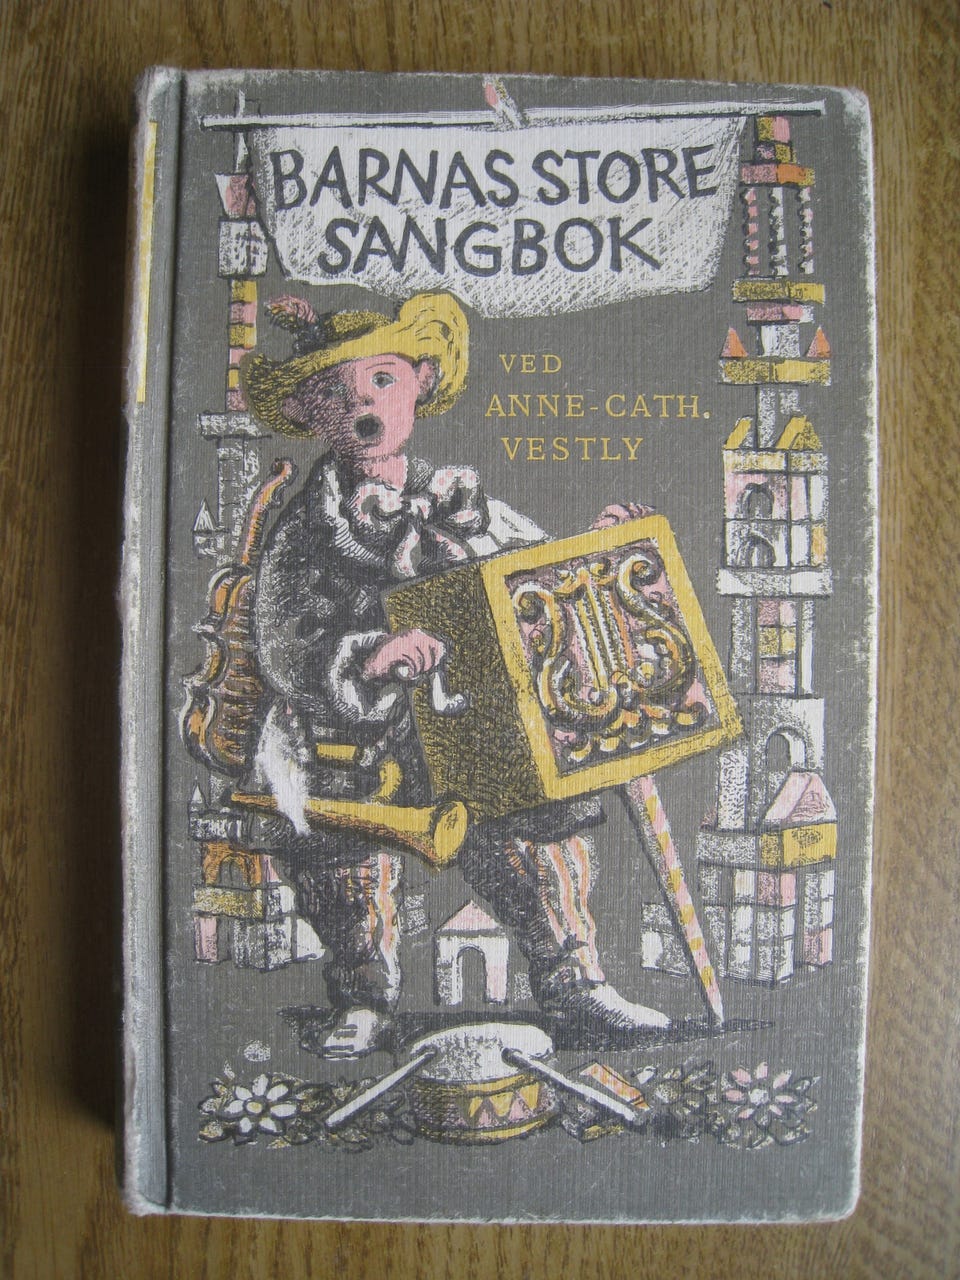 BARNAS STORE
SANGBOK
VED
ANNE-CATH.
VESTLY